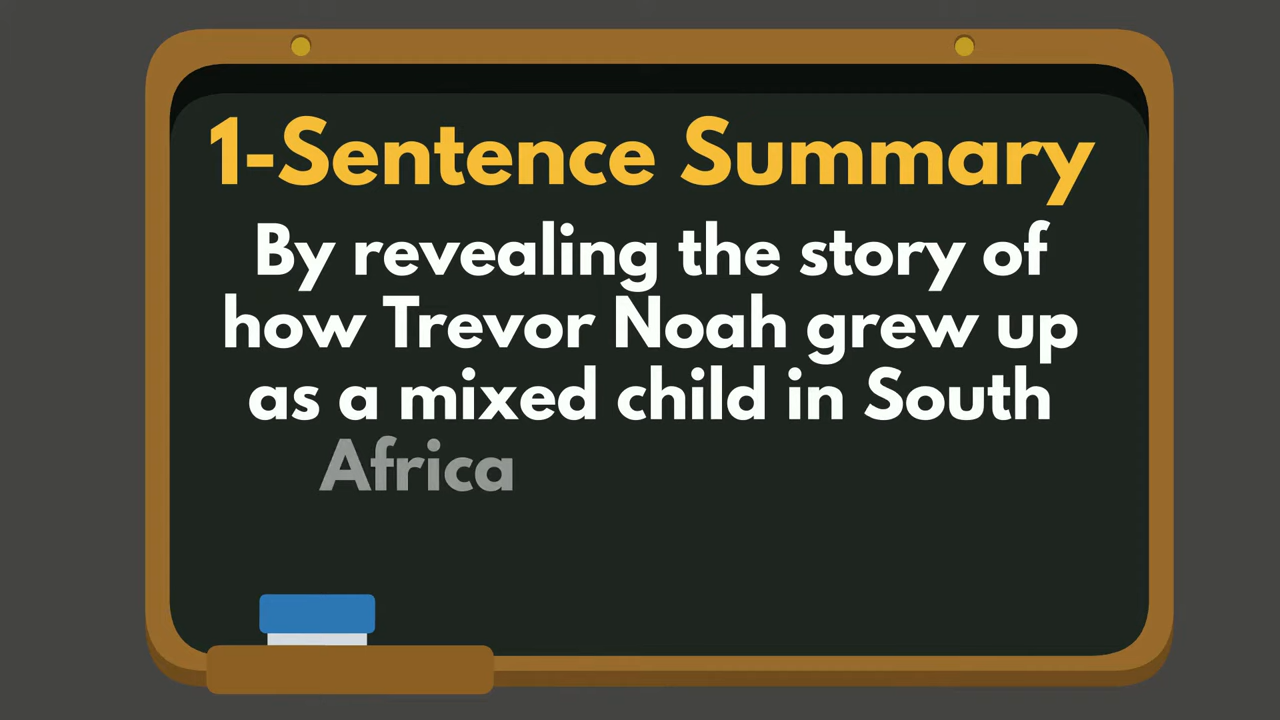 1-Sentence Summary
By revealing the story of
how Trevor Noah grew up
as a mixed child in South
Africa